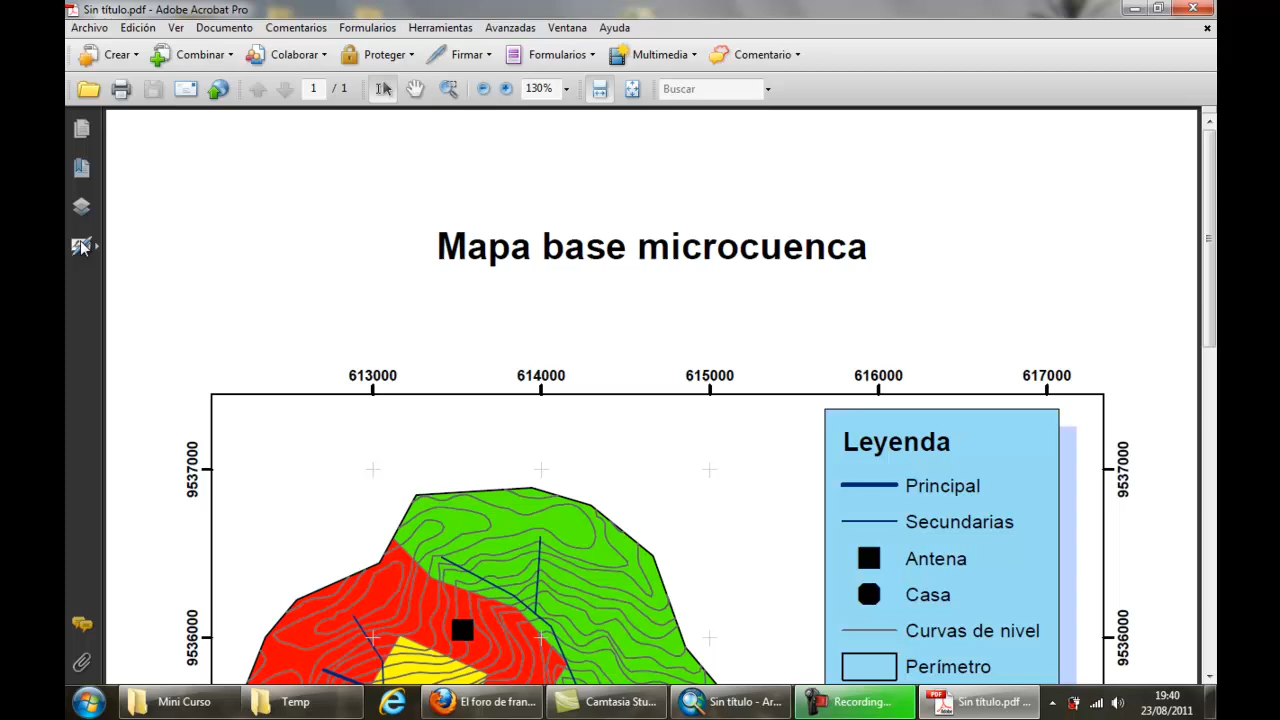 Sin título.pdf - Adobe Acrobat Pro
Archivo Edición Ver Documento Comentarios Formularios Herramientas Avanzadas Ventana Ayuda
Crear Combinar Colaborar Proteger Firmar Formularios Multimedia Comentario
1 / 1 130% Buscar
Mapa base microcuenca
613000 614000 615000 616000 617000
9537000
9537000
9536000
9536000
Leyenda
Principal
Secundarias
Antena
Casa
Curvas de nivel
Perímetro
Mini Curso Temp El foro de fran... Camtasia Stu... Sin título - Ar... Recording... Sin título.pdf ... 19:40
23/08/2011